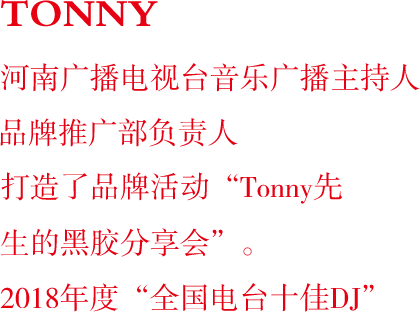 TONNY
河南广播电视台音乐广播主持人
品牌推广部负责人
打造了品牌活动“Tonny先
生的黑胶分享会”。
2018年度“全国电台十佳DJ”